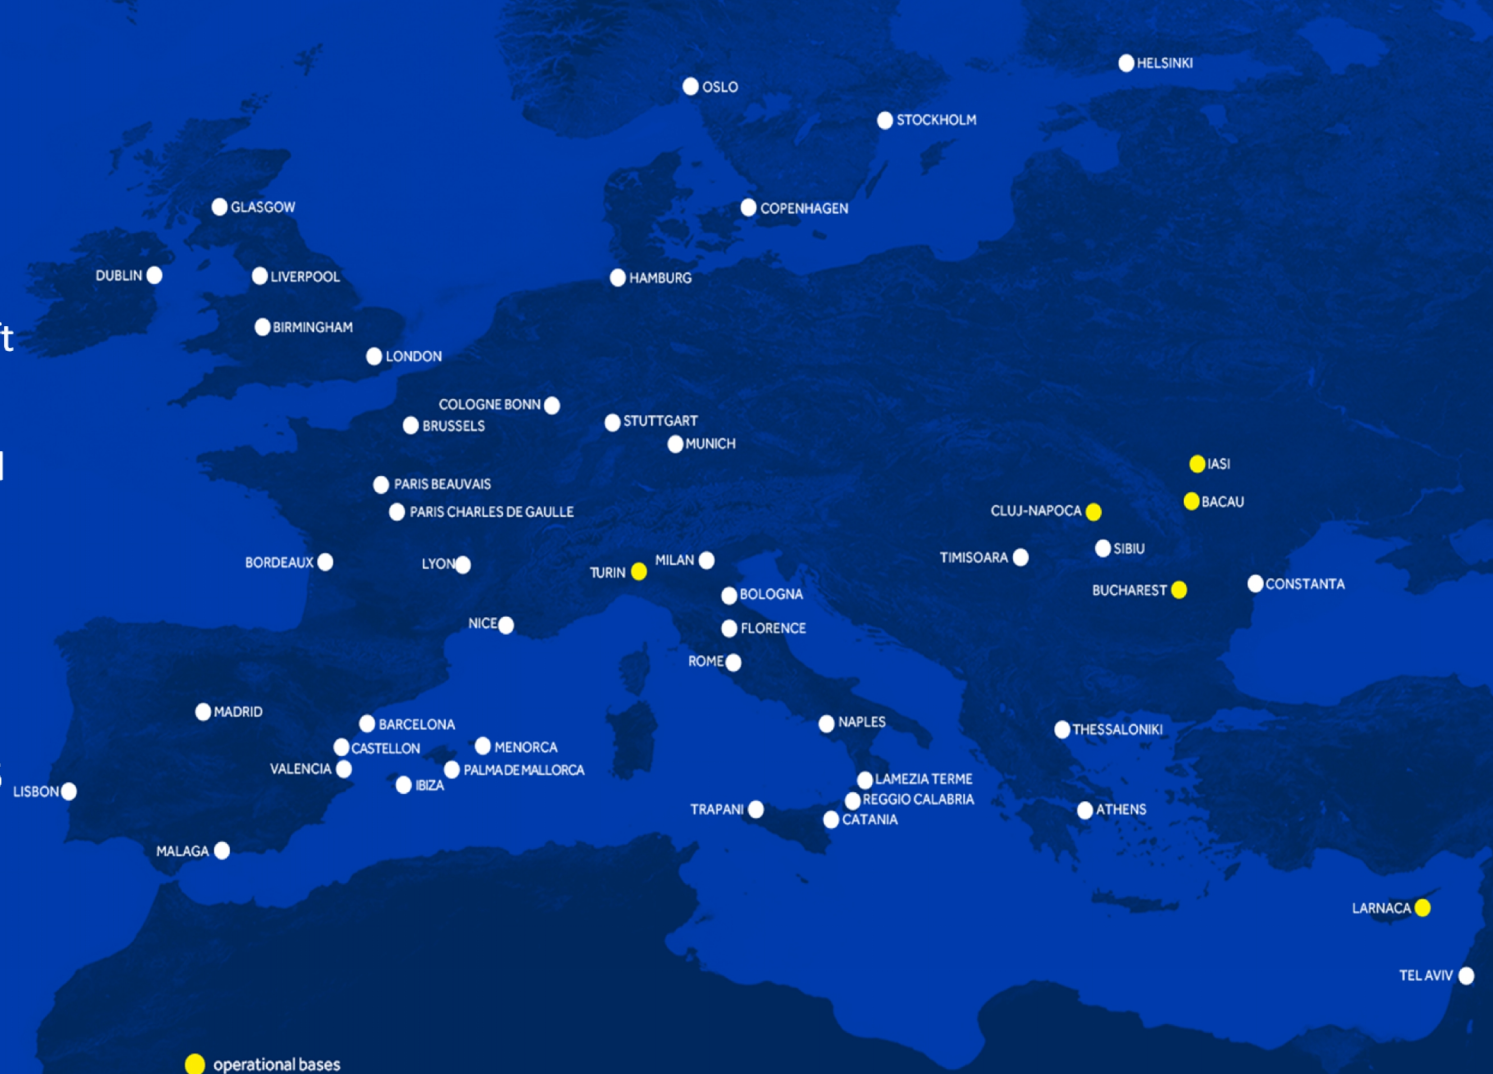 HELSINKI
OSLO
STOCKHOLM
GLASGOW
COPENHAGEN
DUBLIN
LIVERPOOL
HAMBURG
BIRMINGHAM
LONDON
COLOGNE BONN
BRUSSELS
STUTTGART
MUNICH
IASI
PARIS BEAUVAIS
BACAU
PARIS CHARLES DE GAULLE
CLUJ-NAPOCA
SIBIU
TIMISOARA
BORDEAUX
LYON
MILAN
TURIN
CONSTANTA
BUCHAREST
BOLOGNA
NICE
FLORENCE
ROME
MADRID
BARCELONA
NAPLES
THESSALONIKI
CASTELLON
MENORCA
VALENCIA
PALMA DE MALLORCA
LAMEZIA TERME
IBIZA
LISBON
REGGIO CALABRIA
TRAPANI
ATHENS
CATANIA
MALAGA
LARNACA
TEL AVIV
operational bases